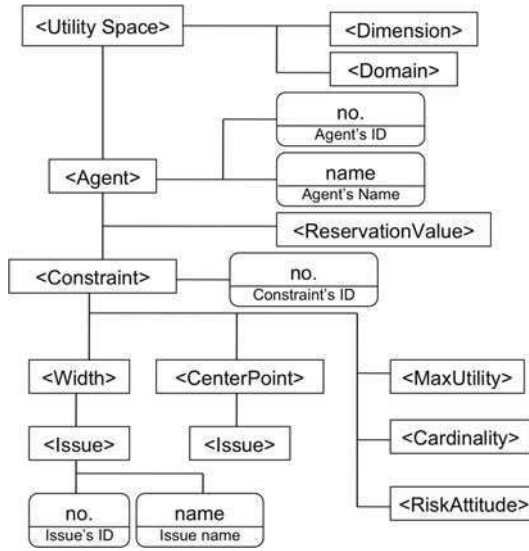 <Utility Space>
<Dimension>
<Domain>
no.
Agent's ID
<Agent>
name
Agent's Name
<ReservationValue>
<Constraint>
no.
Constraint's ID
<Width>
<CenterPoint>
<MaxUtility>
<Issue>
<Issue>
<Cardinality>
no.
Issue's ID
name
Issue name
<RiskAttitude>